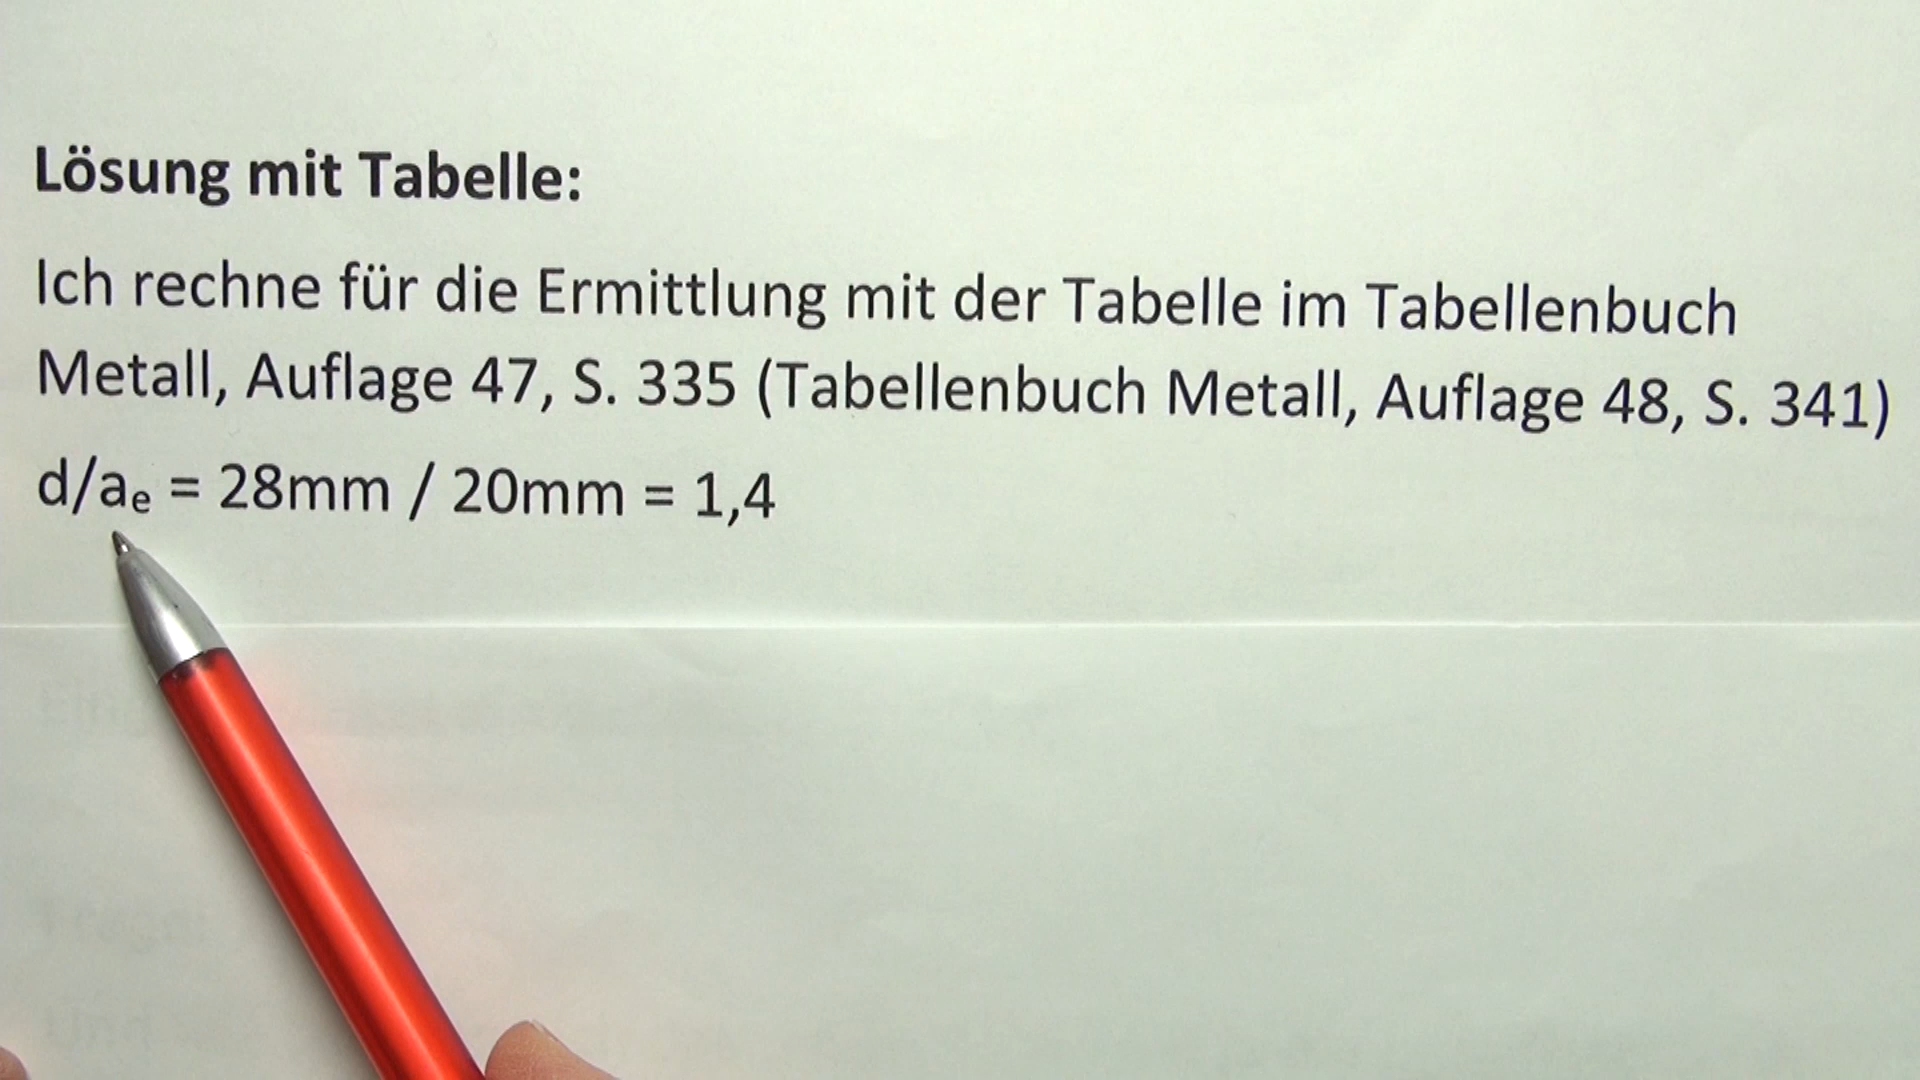 Lösung mit Tabelle:
Ich rechne für die Ermittlung mit der Tabelle im Tabellenbuch
Metall, Auflage 47, S. 335 (Tabellenbuch Metall, Auflage 48, S. 341)
d/aₑ = 28mm / 20mm = 1,4